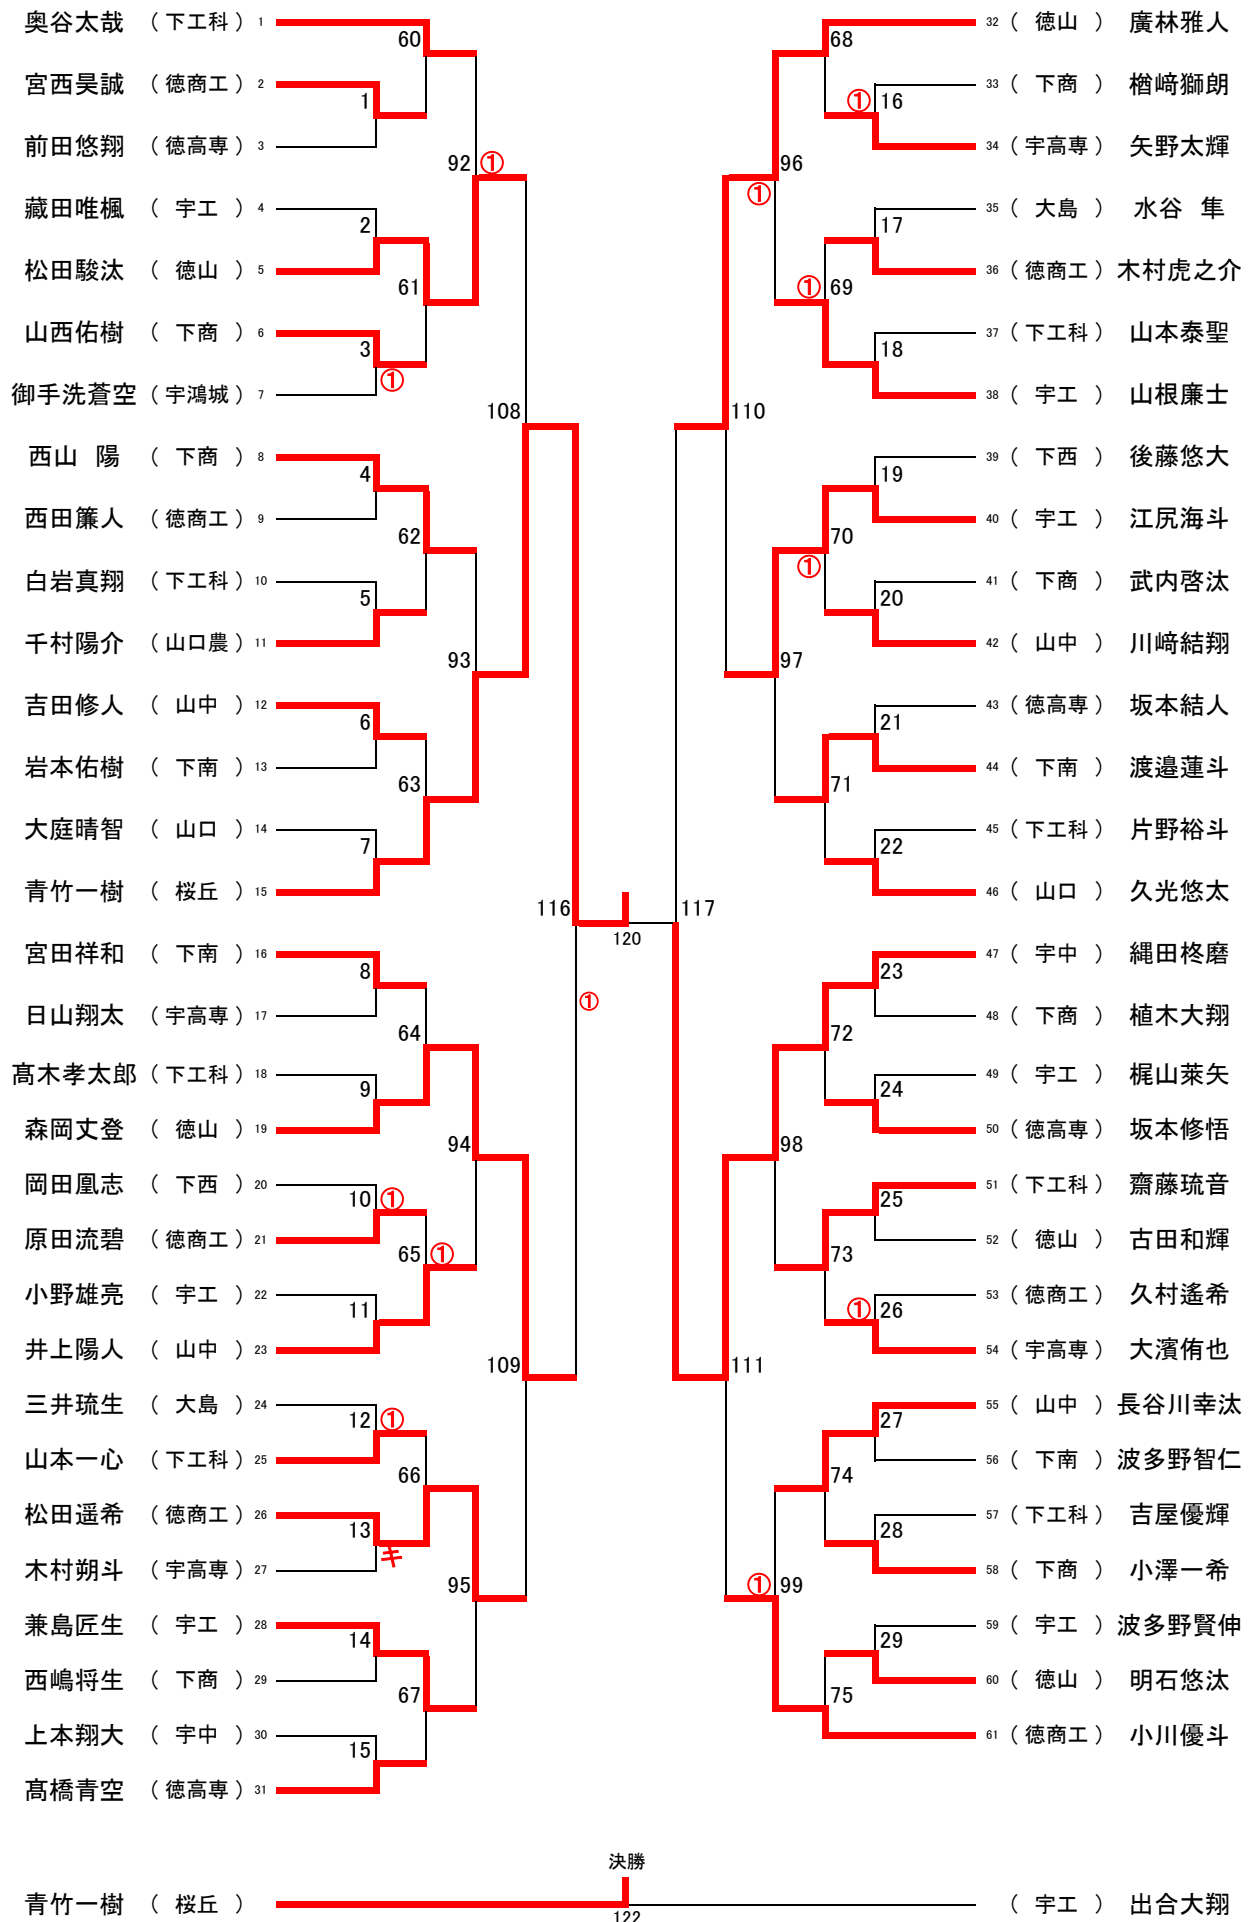 奥谷太哉 （下工科） 1
宮西昊誠 （徳商工） 2
前田悠翔 （徳高専） 3
藏田唯楓 （ 宇工 ） 4
松田駿汰 （ 徳山 ） 5
山西佑樹 （ 下商 ） 6
御手洗蒼空 （宇鴻城） 7
西山 陽 （ 下商 ） 8
西田簾人 （徳商工） 9
白岩真翔 （下工科） 10
千村陽介 （山口農） 11
吉田修人 （ 山中 ） 12
岩本佑樹 （ 下南 ） 13
大庭晴智 （ 山口 ） 14
青竹一樹 （ 桜丘 ） 15
宮田祥和 （ 下南 ） 16
日山翔太 （宇高専） 17
髙木孝太郎 （下工科） 18
森岡丈登 （ 徳山 ） 19
岡田凰志 （ 下西 ） 20
原田流碧 （徳商工） 21
小野雄亮 （ 宇工 ） 22
井上陽人 （ 山中 ） 23
三井琉生 （ 大島 ） 24
山本一心 （下工科） 25
松田遥希 （徳商工） 26
木村朔斗 （宇高専） 27
兼島匠生 （ 宇工 ） 28
西嶋将生 （ 下商 ） 29
上本翔大 （ 宇中 ） 30
髙橋青空 （徳高専） 31
1
2
3 ①
4
5
6
7
8
9
10 ①
11
12 ①
13 キ
14
15
60
61
62
63
64
65 ①
66
67
92 ①
93
94
95
108
109
116 ①
120
117
110
111
96 ①
97
98
99 ①
68
69 ①
70 ①
71
72
73
74
75
16 ①
17
18
19
20
21
22
23
24
25
26 ①
27
28
29
32 （ 徳山 ） 廣林雅人
33 （ 下商 ） 楢﨑獅朗
34 （宇高専） 矢野太輝
35 （ 大島 ） 水谷 隼
36 （徳商工） 木村虎之介
37 （下工科） 山本泰聖
38 （ 宇工 ） 山根廉士
39 （ 下西 ） 後藤悠大
40 （ 宇工 ） 江尻海斗
41 （ 下商 ） 武内啓汰
42 （ 山中 ） 川﨑結翔
43 （徳高専） 坂本結人
44 （ 下南 ） 渡邉蓮斗
45 （下工科） 片野裕斗
46 （ 山口 ） 久光悠太
47 （ 宇中 ） 縄田柊磨
48 （ 下商 ） 植木大翔
49 （ 宇工 ） 梶山萊矢
50 （徳高専） 坂本修悟
51 （下工科） 齋藤琉音
52 （ 徳山 ） 古田和輝
53 （徳商工） 久村遙希
54 （宇高専） 大濱侑也
55 （ 山中 ） 長谷川幸汰
56 （ 下南 ） 波多野智仁
57 （下工科） 吉屋優輝
58 （ 下商 ） 小澤一希
59 （ 宇工 ） 波多野賢伸
60 （ 徳山 ） 明石悠汰
61 （徳商工） 小川優斗
決勝
青竹一樹 （ 桜丘 ）
122
（ 宇工 ） 出合大翔